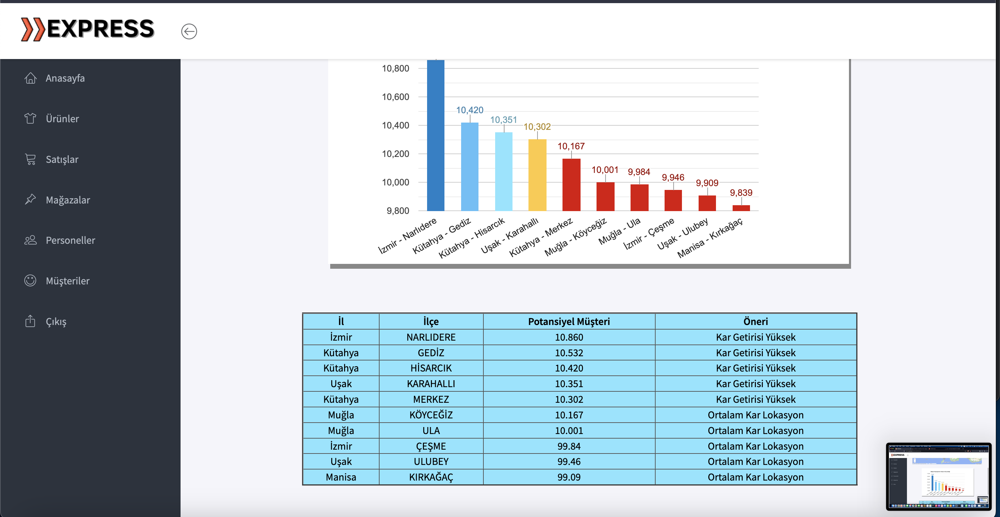 EXPRESS
Anasayfa
Ürünler
Satışlar
Mağazalar
Personeller
Müşteriler
Çıkış
10,800
10,600
10,400
10,200
10,000
9,800
10,420
10,351
10,302
10,167
10,001
9,984
9,946
9,909
9,839
İzmir - Narlıdere
Kütahya - Gediz
Kütahya - Hisarcık
Uşak - Karahallı
Kütahya - Merkez
Muğla - Köyceğiz
Muğla - Ula
İzmir - Çeşme
Uşak - Ulubey
Manisa - Kırkağaç
İl İlçe Potansiyel Müşteri Öneri
İzmir NARLIDERE 10.860 Kar Getirisi Yüksek
Kütahya GEDİZ 10.532 Kar Getirisi Yüksek
Kütahya HİSARCIK 10.420 Kar Getirisi Yüksek
Uşak KARAHALLI 10.351 Kar Getirisi Yüksek
Kütahya MERKEZ 10.302 Kar Getirisi Yüksek
Muğla KÖYCEĞİZ 10.167 Ortalam Kar Lokasyon
Muğla ULA 10.001 Ortalam Kar Lokasyon
İzmir ÇEŞME 99.84 Ortalam Kar Lokasyon
Uşak ULUBEY 99.46 Ortalam Kar Lokasyon
Manisa KIRKAĞAÇ 99.09 Ortalam Kar Lokasyon
EXPRESS